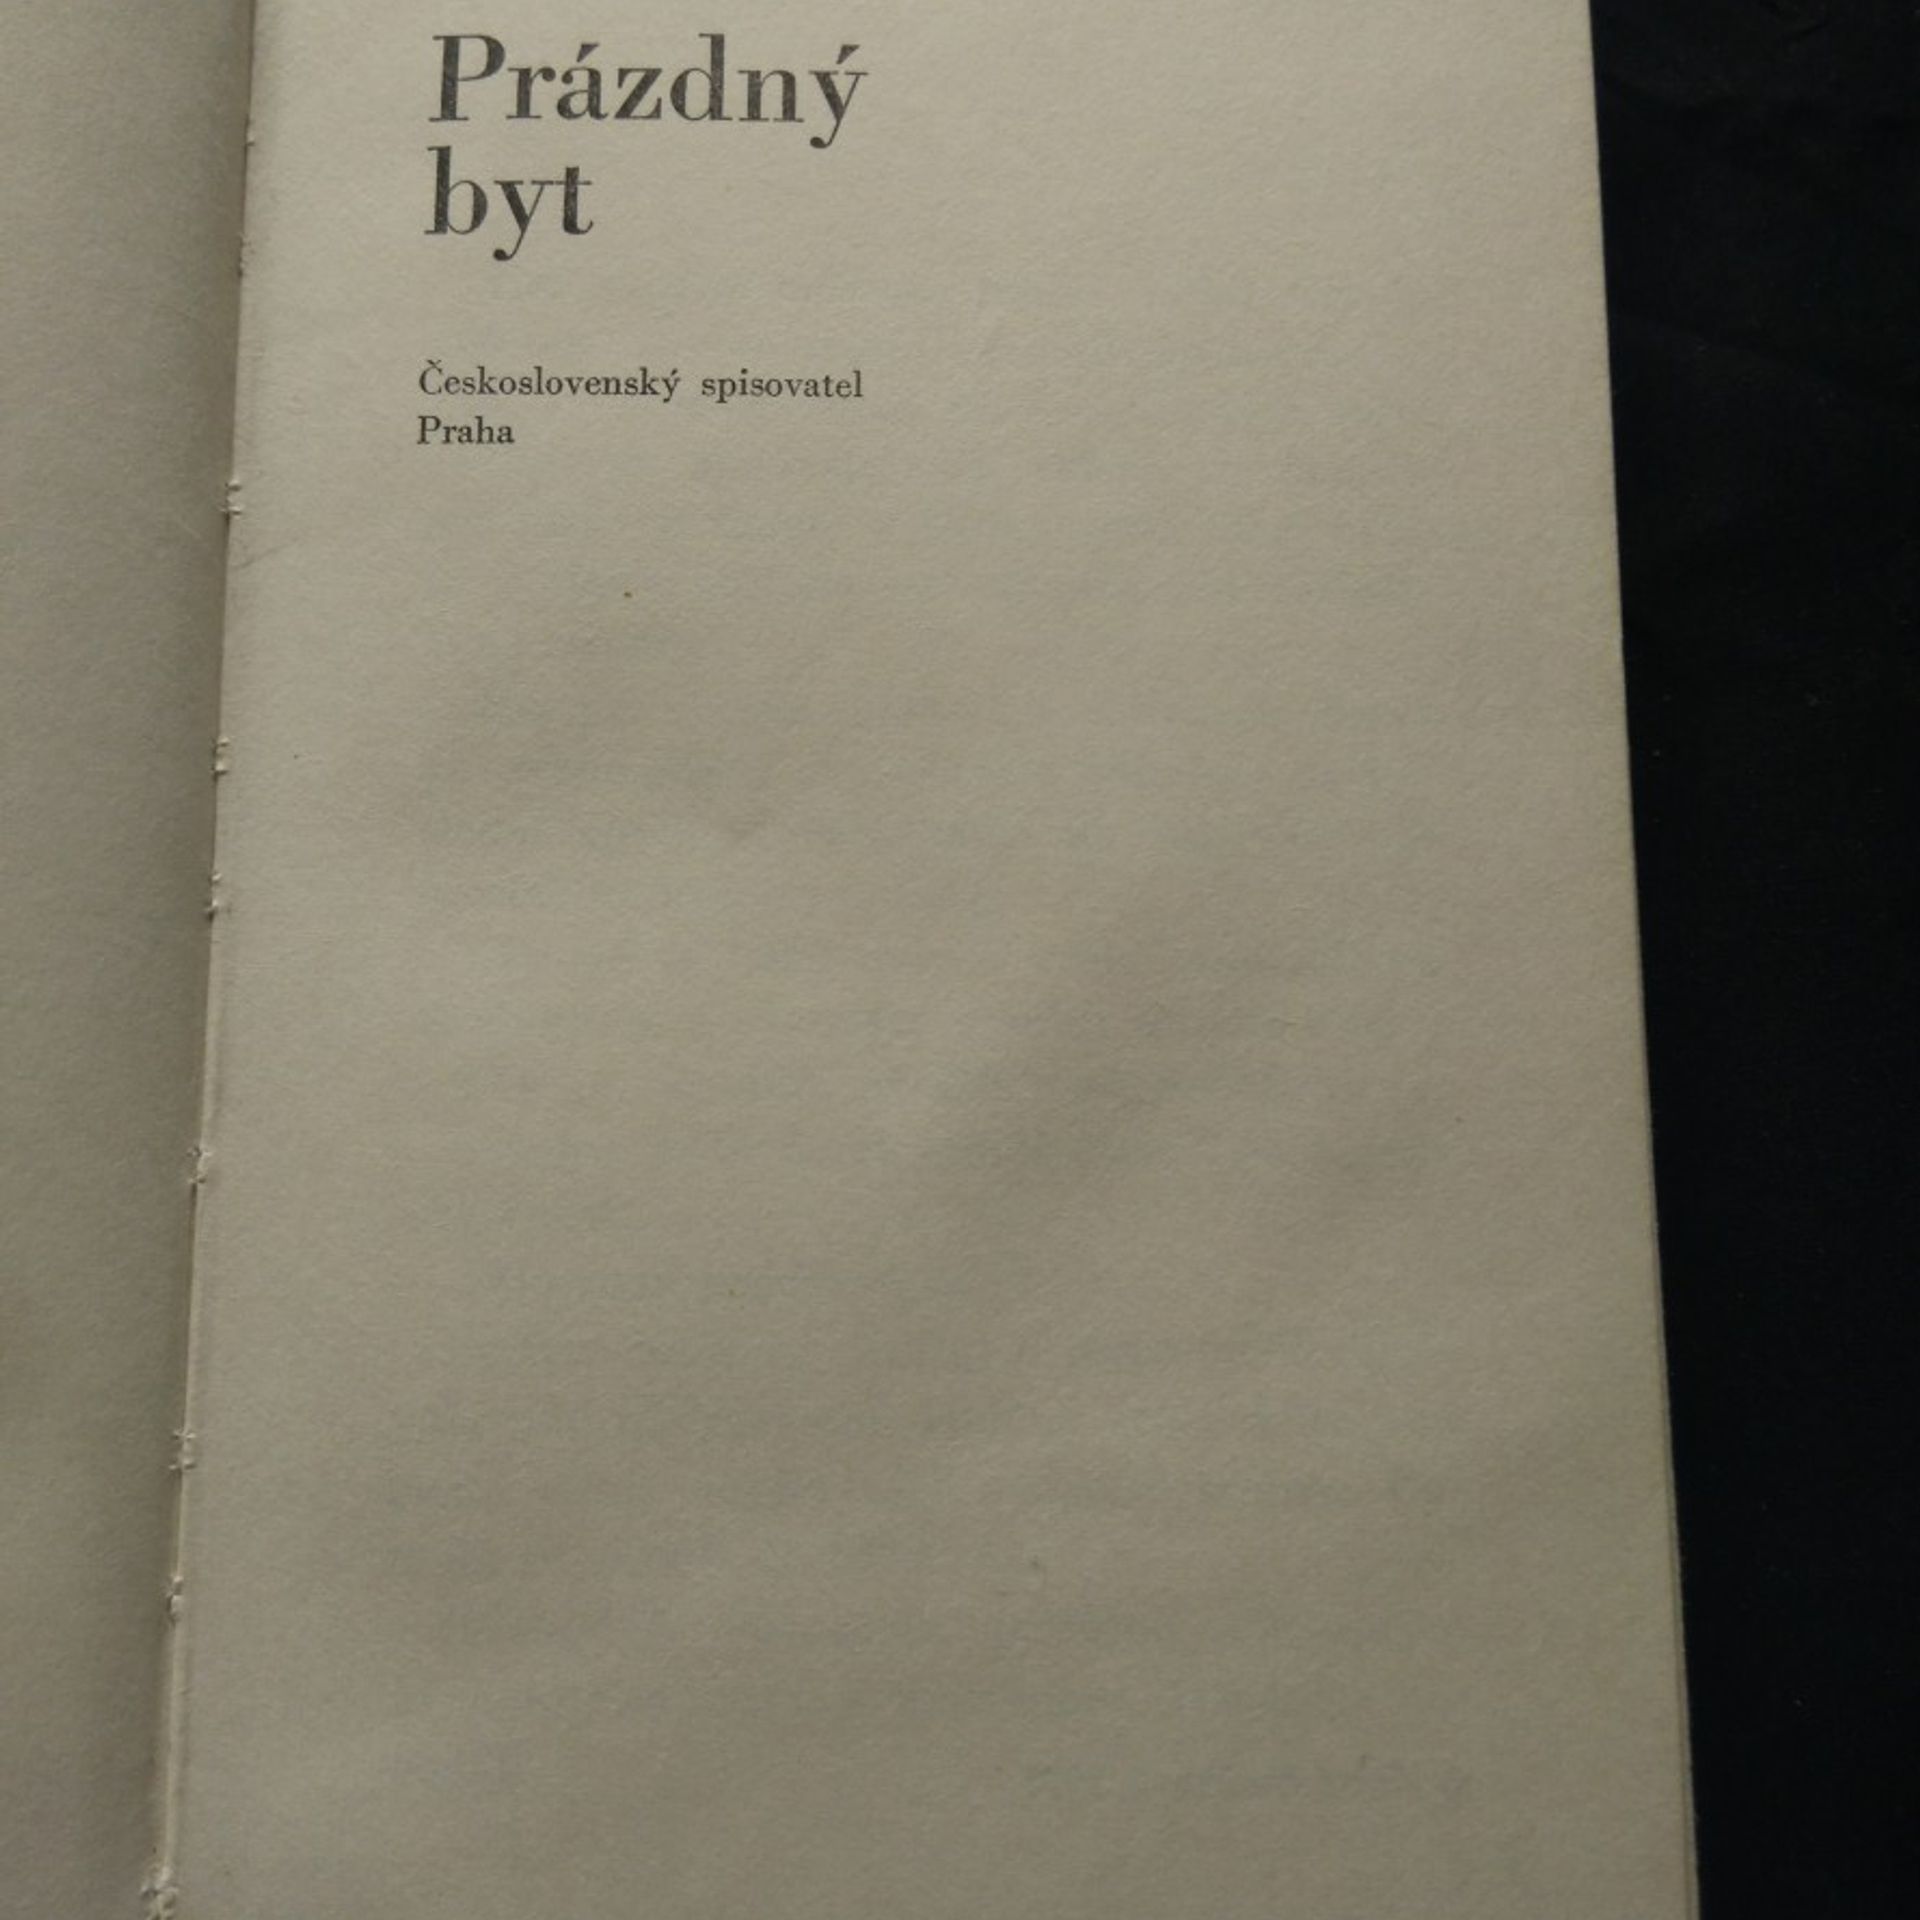 Prázdný
byt
Československý spisovatel
Praha